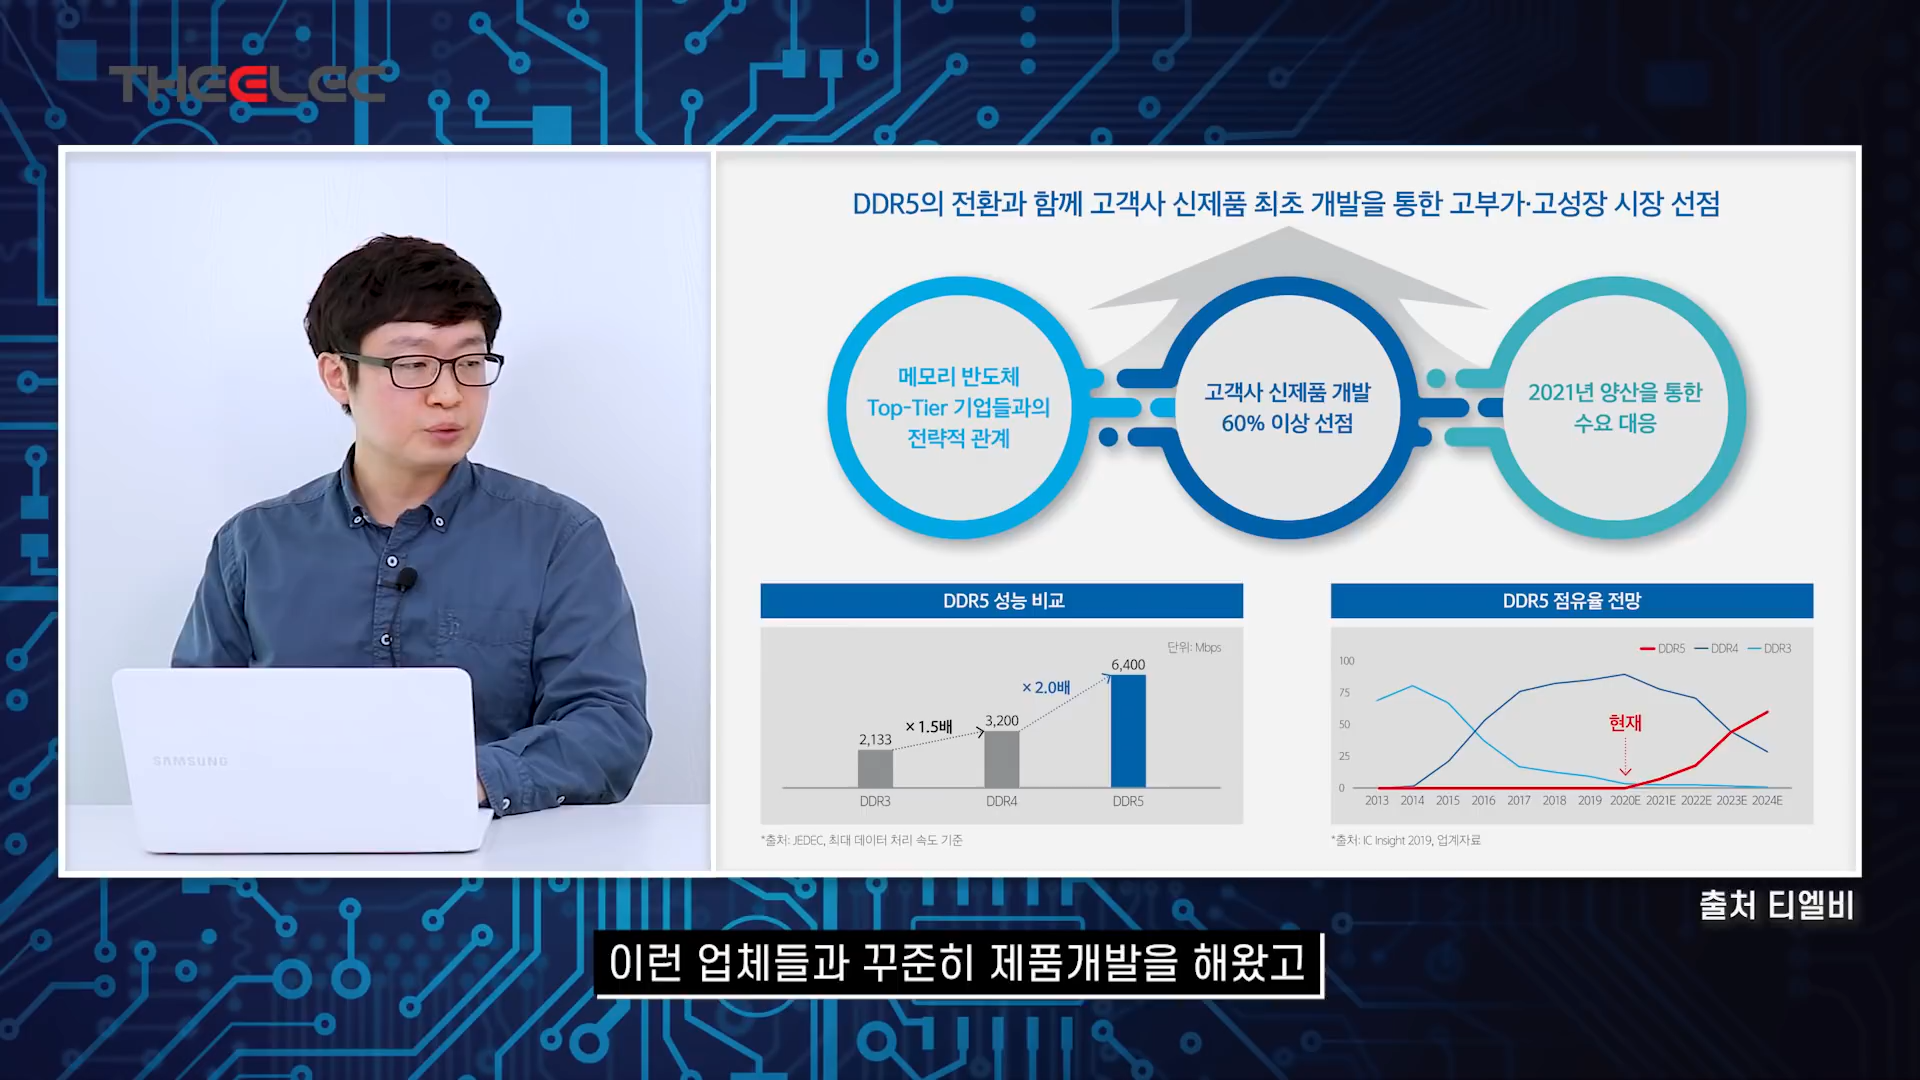 THEELEC
DDR5의 전환과 함께 고객사 신제품 최초 개발을 통한 고부가·고성장 시장 선점
메모리 반도체
Top-Tier 기업들과의
전략적 관계
고객사 신제품 개발
60% 이상 선점
2021년 양산을 통한
수요 대응
DDR5 성능 비교
단위: Mbps
6,400
× 2.0배
3,200
× 1.5배
2,133
DDR3 DDR4 DDR5
*출처: JEDEC, 최대 데이터 처리 속도 기준
DDR5 점유율 전망
DDR5 DDR4 DDR3
100
75
50
25
0
현재
2013 2014 2015 2016 2017 2018 2019 2020E 2021E 2022E 2023E 2024E
*출처: IC Insight 2019, 업계자료
SAMSUNG
출처 티엘비
이런 업체들과 꾸준히 제품개발을 해왔고